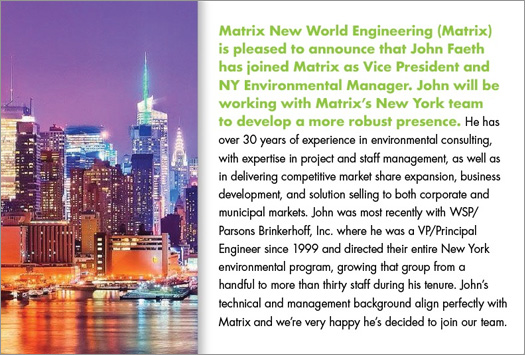 Matrix New World Engineering (Matrix)
is pleased to announce that John Faeth
has joined Matrix as Vice President and
NY Environmental Manager. John will be
working with Matrix's New York team
to develop a more robust presence. He has
over 30 years of experience in environmental consulting,
with expertise in project and staff management, as well as
in delivering competitive market share expansion, business
development, and solution selling to both corporate and
municipal markets. John was most recently with WSP/
Parsons Brinkerhoff, Inc. where he was a VP/Principal
Engineer since 1999 and directed their entire New York
environmental program, growing that group from a
handful to more than thirty staff during his tenure. John's
technical and management background align perfectly with
Matrix and we're very happy he's decided to join our team.